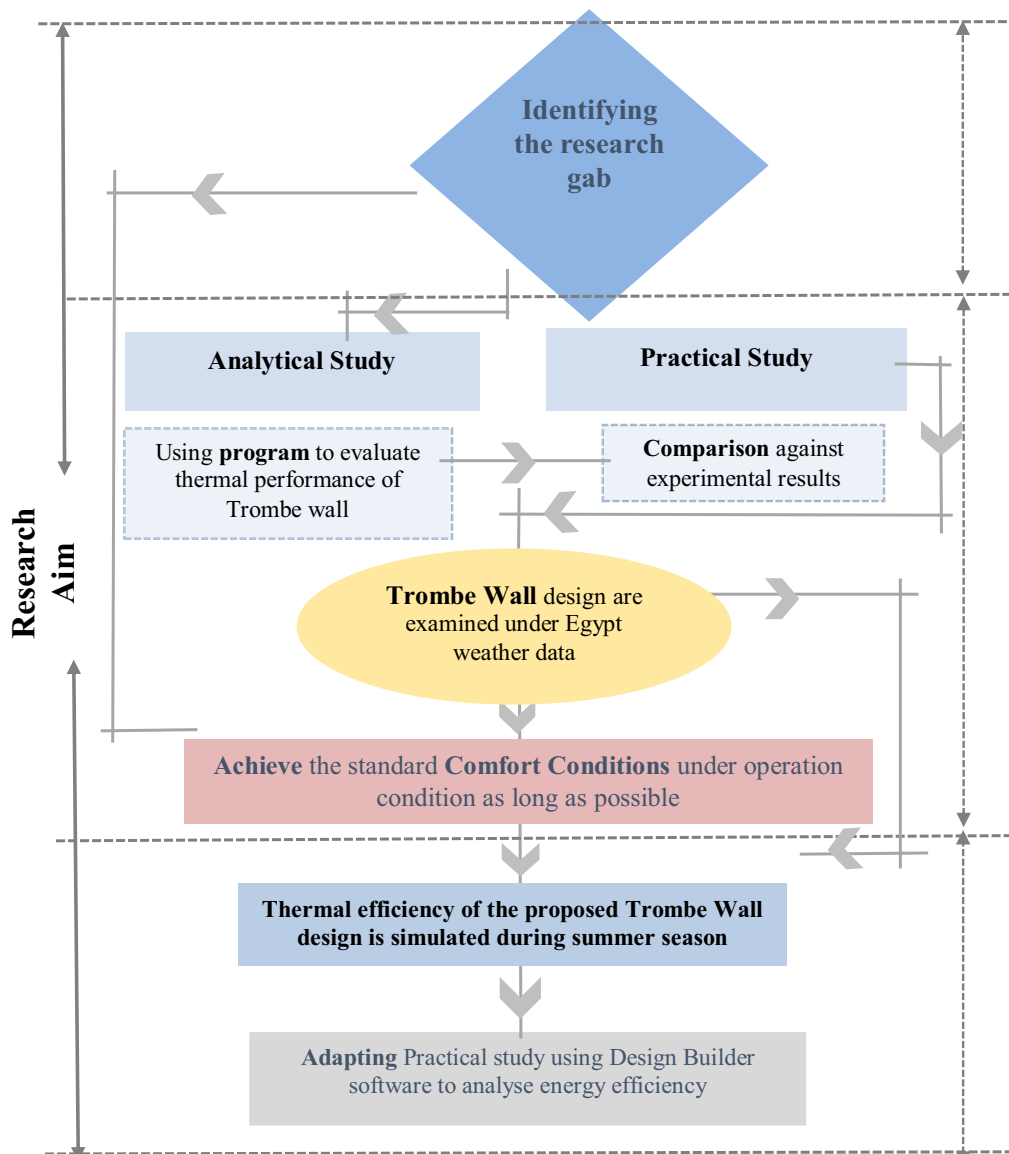 Identifying
the research
gab
Analytical Study
Practical Study
Using program to evaluate
thermal performance of
Trombe wall
Comparison against
experimental results
Research
Aim
Trombe Wall design are
examined under Egypt
weather data
Achieve the standard Comfort Conditions under operation
condition as long as possible
Thermal efficiency of the proposed Trombe Wall
design is simulated during summer season
Adapting Practical study using Design Builder
software to analyse energy efficiency